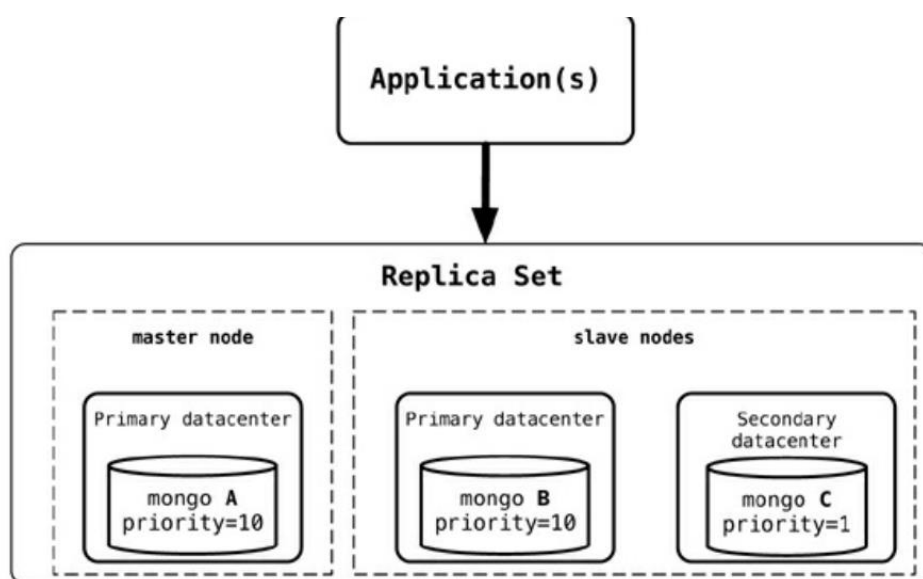 Application(s)
Replica Set
master node
slave nodes
Primary datacenter
mongo A
priority=10
Primary datacenter
mongo B
priority=10
Secondary
datacenter
mongo C
priority=1